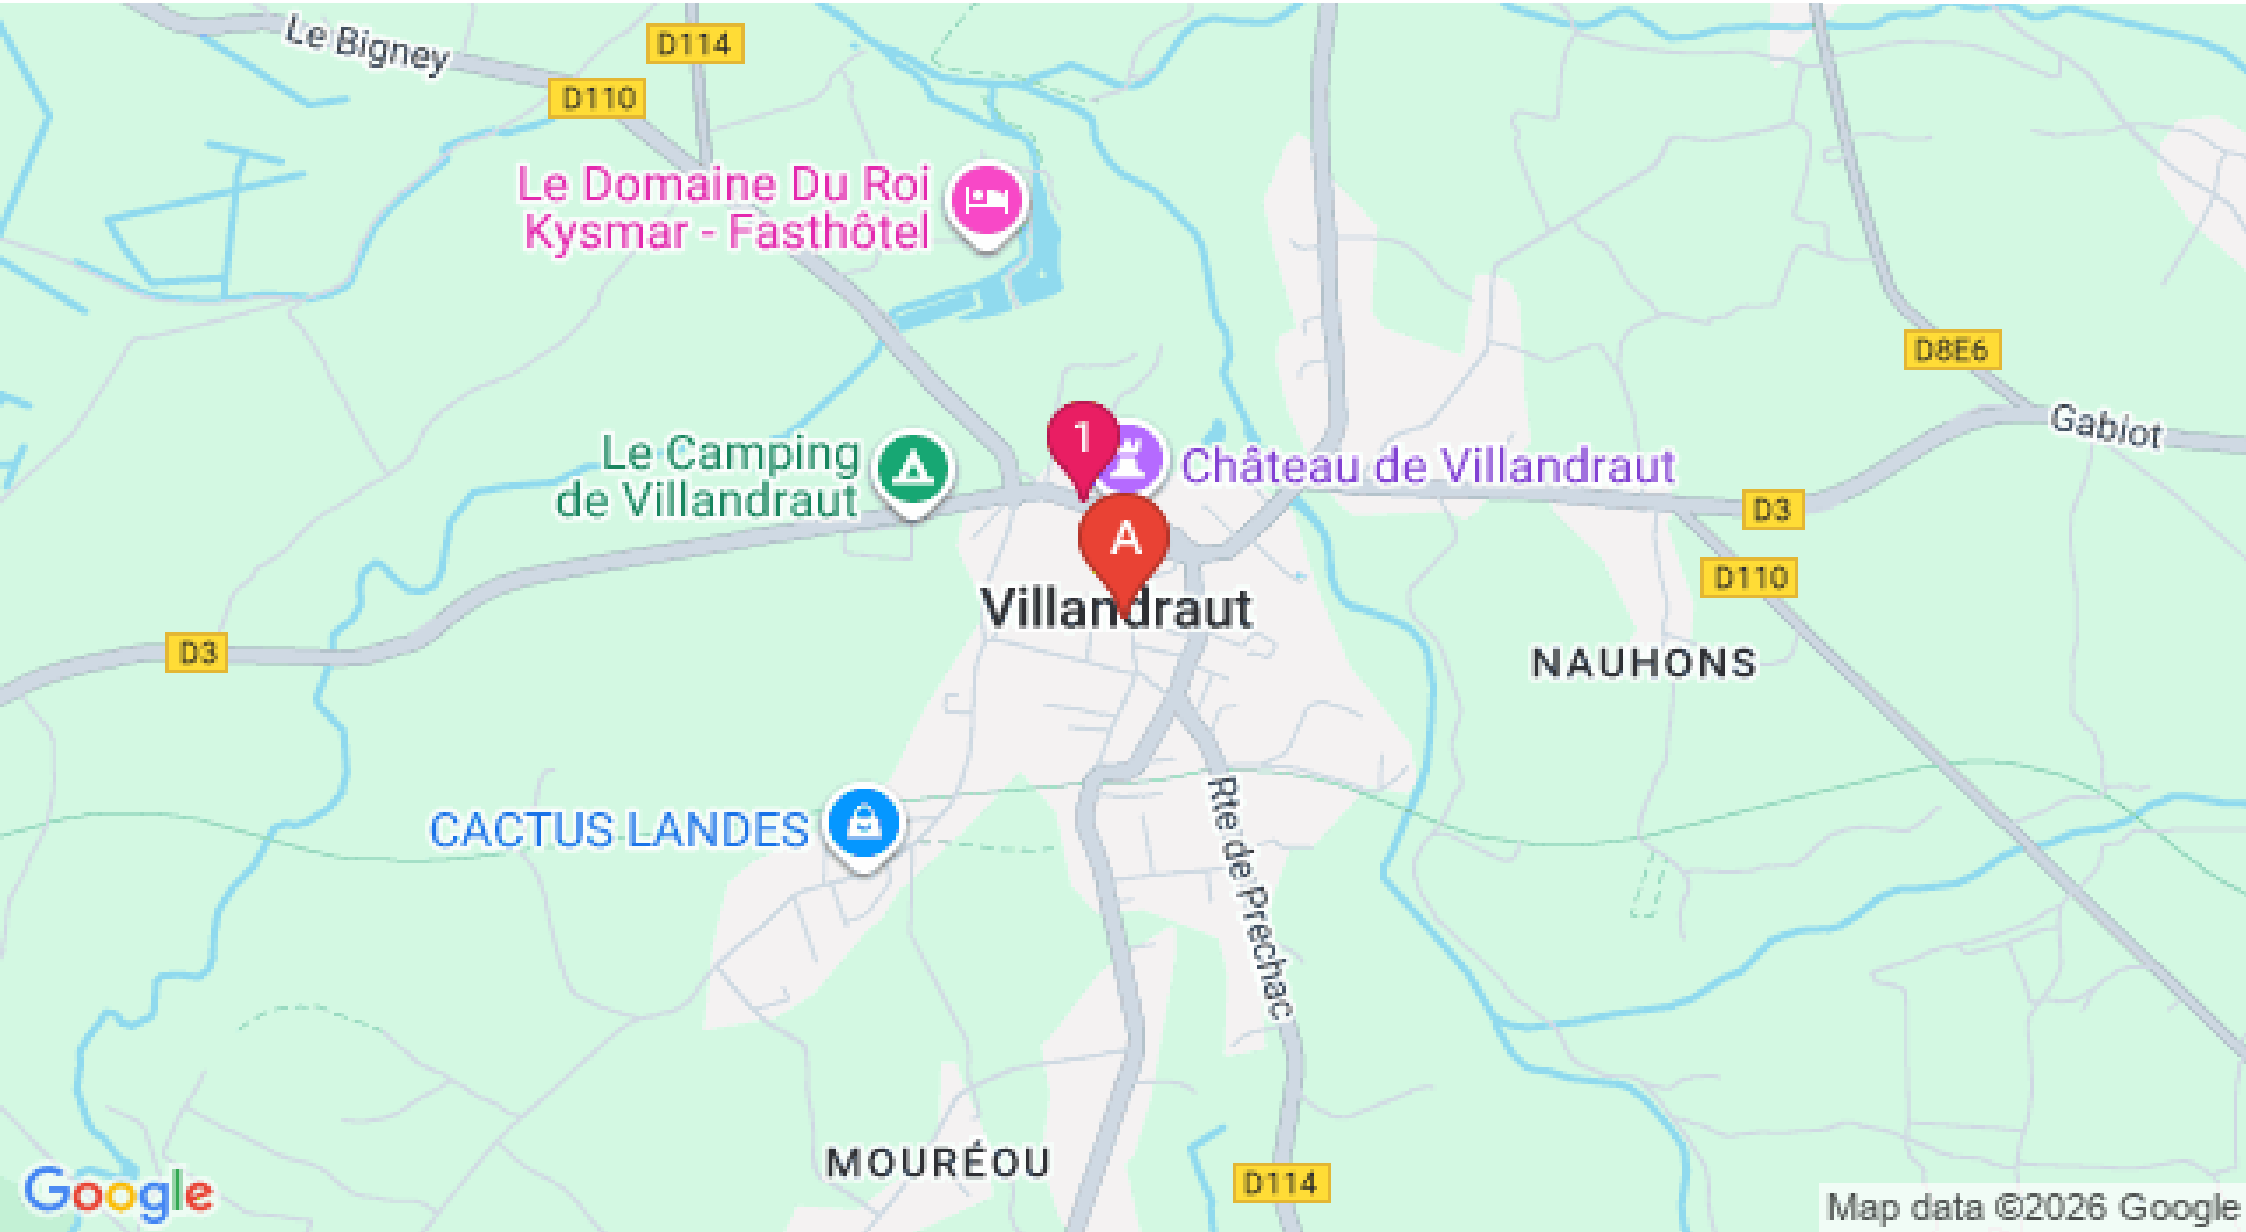 Le Bigney
D114
D110
Le Domaine Du Roi
Kysmar - Fasthôtel
D8E6
Gabiot
1
Le Camping
de Villandraut
Château de Villandraut
D3
A
D110
Villandraut
D3
NAUHONS
CACTUS LANDES
Rte de Prechac
MOURÉOU
D114
Google
Map data ©2026 Google